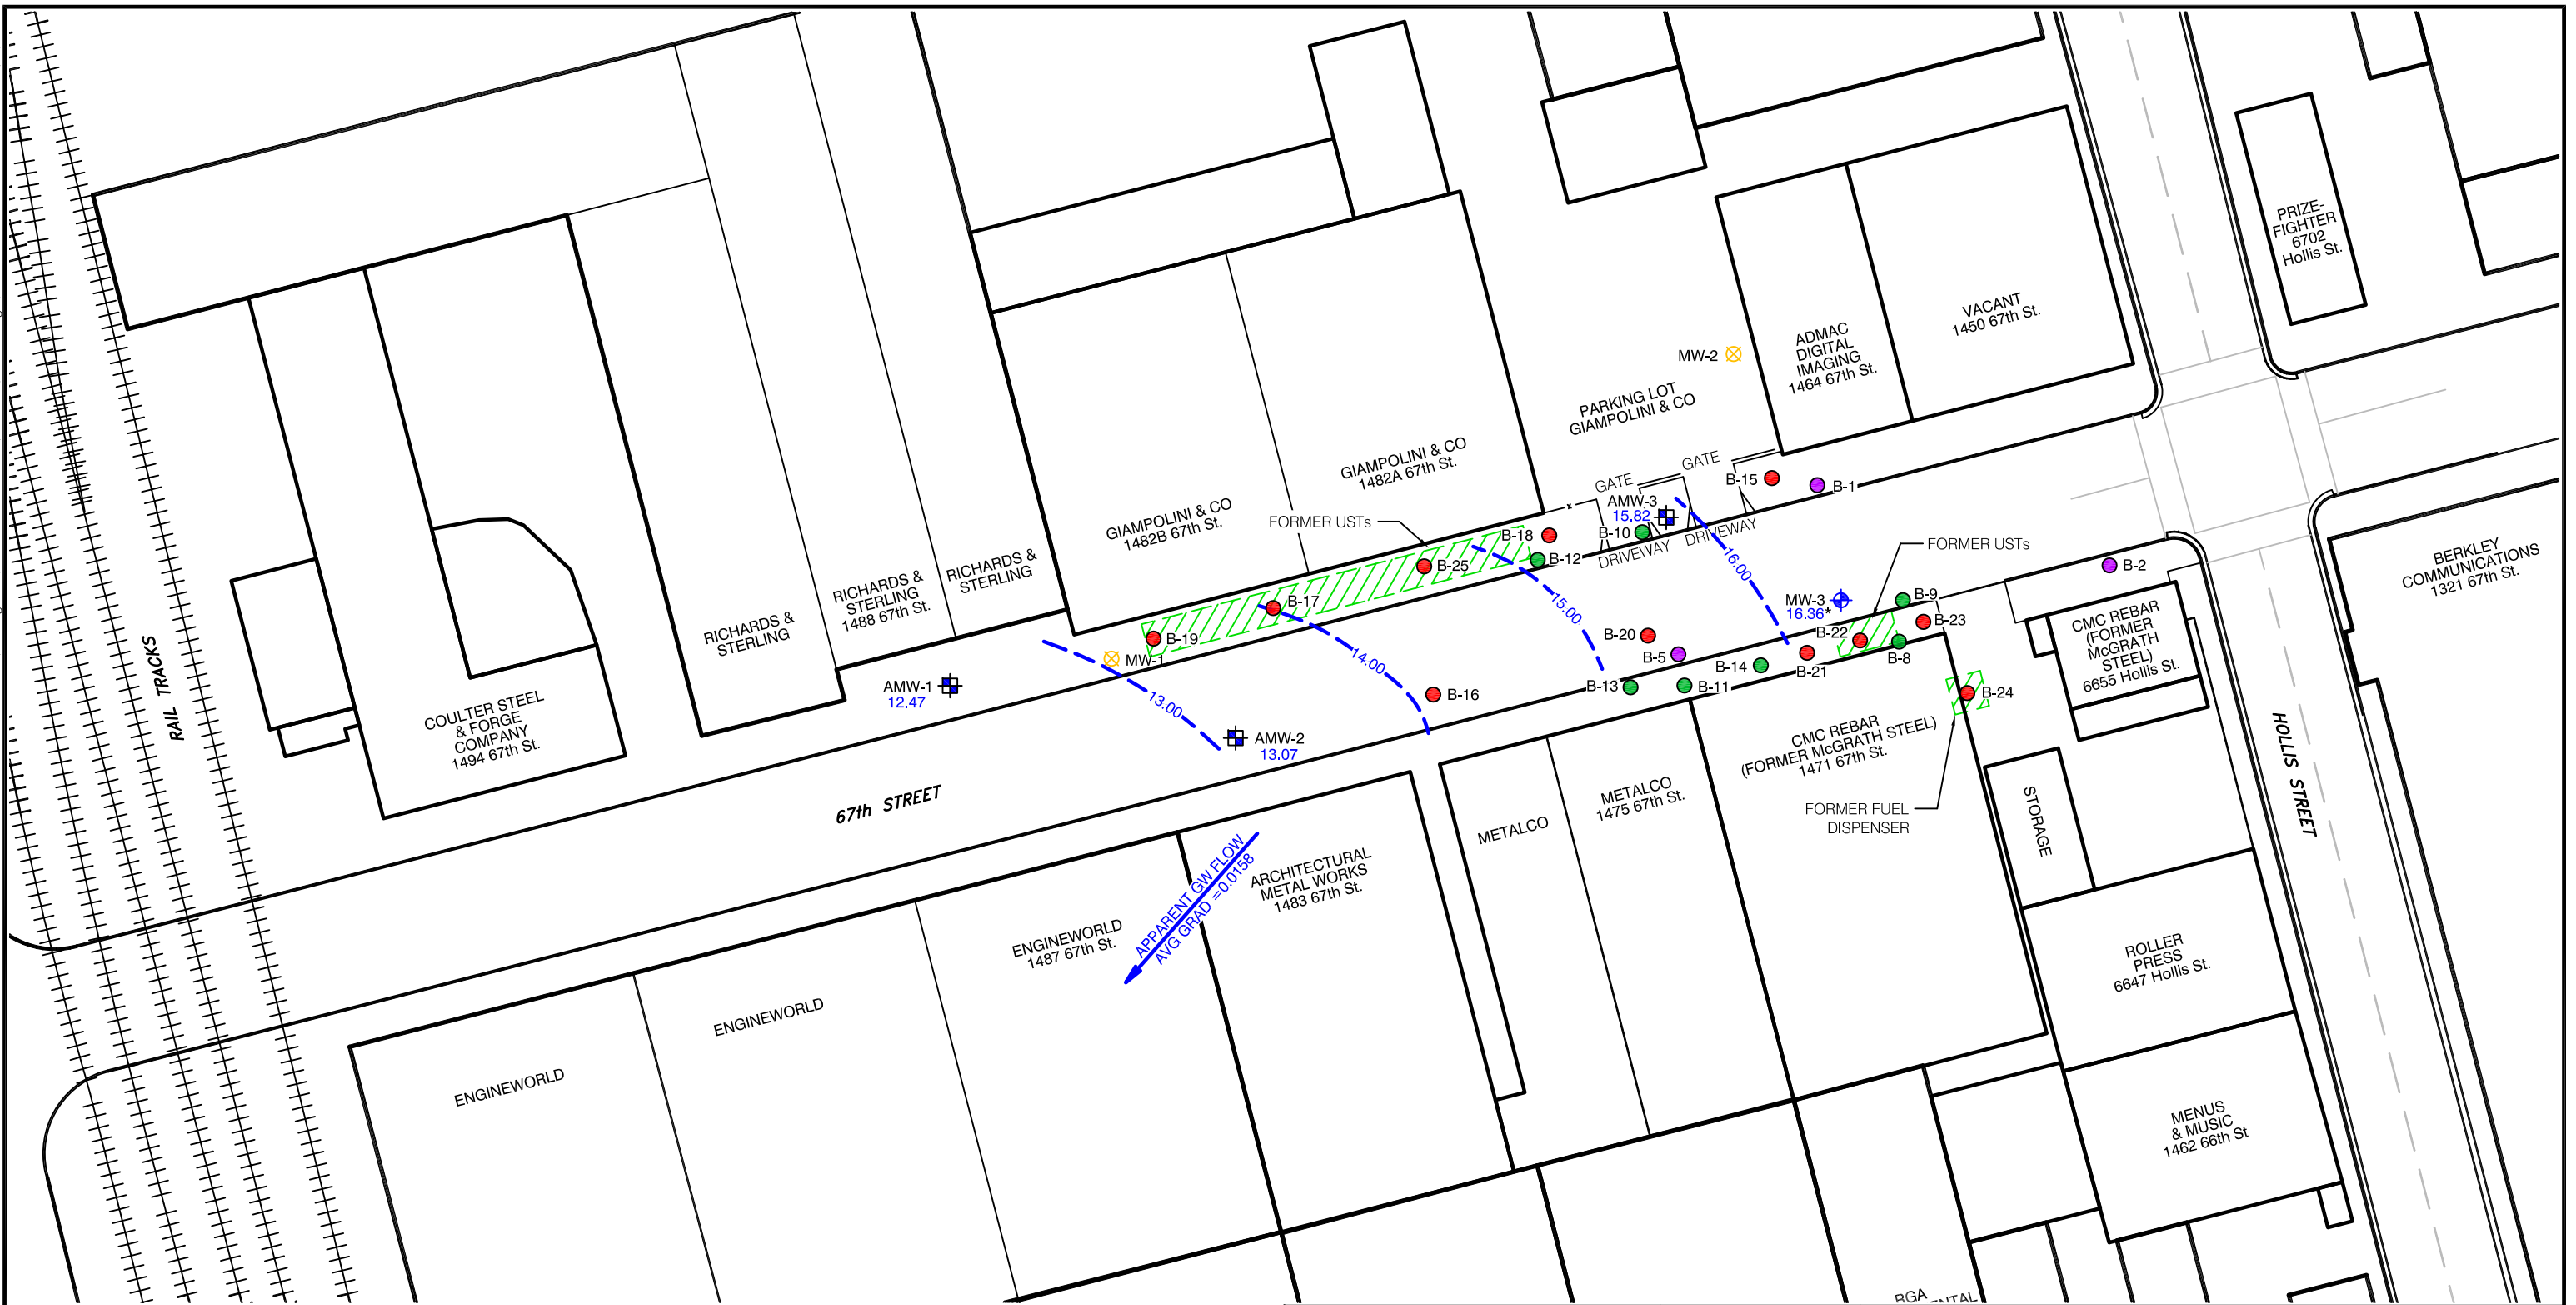 PRIZE-
FIGHTER
6702
Hollis St.
VACANT
1450 67th St.
ADMAC
DIGITAL
IMAGING
1464 67th St.
MW-2
PARKING LOT
GIAMPOLINI & CO
GIAMPOLINI & CO
1482A 67th St.
GIAMPOLINI & CO
1482B 67th St.
FORMER USTs
GATE
GATE
B-15
B-1
AMW-3
15.82
B-10
DRIVEWAY
DRIVEWAY
B-18
B-12
B-25
16.00
FORMER USTs
BERKLEY
COMMUNICATIONS
1321 67th St.
B-2
RICHARDS &
STERLING
RICHARDS &
STERLING
1488 67th St.
RICHARDS &
STERLING
B-17
B-19
15.00
MW-3
16.36*
B-9
B-23
B-22
B-8
B-20
B-5
B-14
B-21
B-13
B-11
CMC REBAR
(FORMER
McGRATH
STEEL)
6655 Hollis St.
MW-1
14.00
AMW-1
12.47
13.00
B-16
B-24
RAIL TRACKS
COULTER STEEL
& FORGE
COMPANY
1494 67th St.
AMW-2
13.07
CMC REBAR
(FORMER McGRATH STEEL)
1471 67th St.
HOLLIS STREET
67th STREET
METALCO
1475 67th St.
METALCO
FORMER FUEL
DISPENSER
STORAGE
APPARENT GW FLOW
AVG GRAD =0.0158
ARCHITECTURAL
METAL WORKS
1483 67th St.
ENGINEWORLD
1487 67th St.
ROLLER
PRESS
6647 Hollis St.
ENGINEWORLD
ENGINEWORLD
MENUS
& MUSIC
1462 66th St
RGA